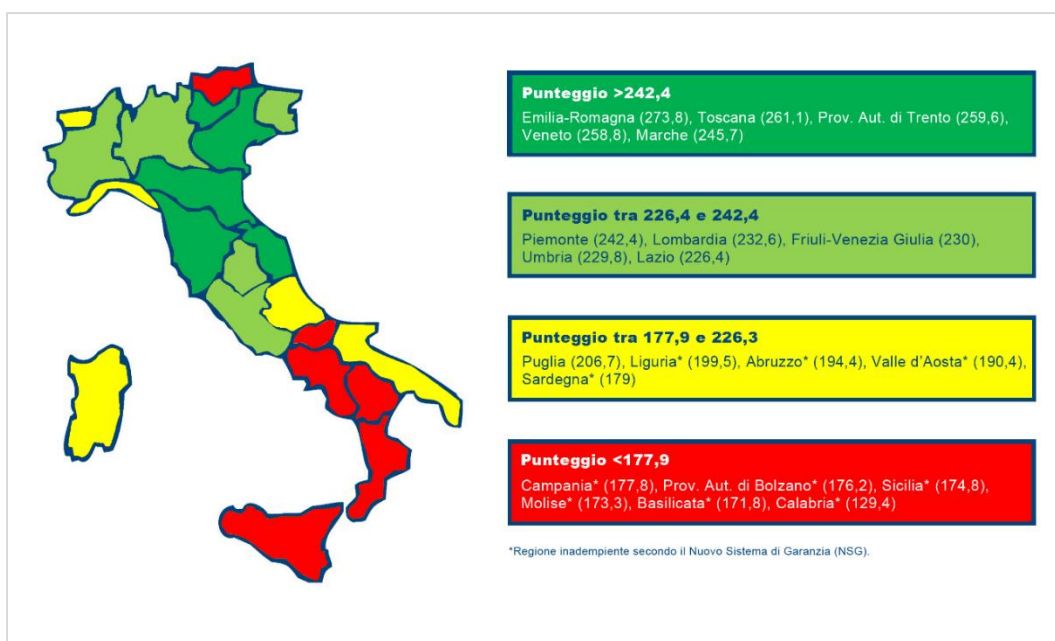 Punteggio >242,4
Emilia-Romagna (273,8), Toscana (261,1), Prov. Aut. di Trento (259,6),
Veneto (258,8), Marche (245,7)
Punteggio tra 226,4 e 242,4
Piemonte (242,4), Lombardia (232,6), Friuli-Venezia Giulia (230),
Umbria (229,8), Lazio (226,4)
Punteggio tra 177,9 e 226,3
Puglia (206,7), Liguria* (199,5), Abruzzo* (194,4), Valle d’Aosta* (190,4),
Sardegna* (179)
Punteggio <177,9
Campania* (177,8), Prov. Aut. di Bolzano* (176,2), Sicilia* (174,8),
Molise* (173,3), Basilicata* (171,8), Calabria* (129,4)
*Regione inadempiente secondo il Nuovo Sistema di Garanzia (NSG).